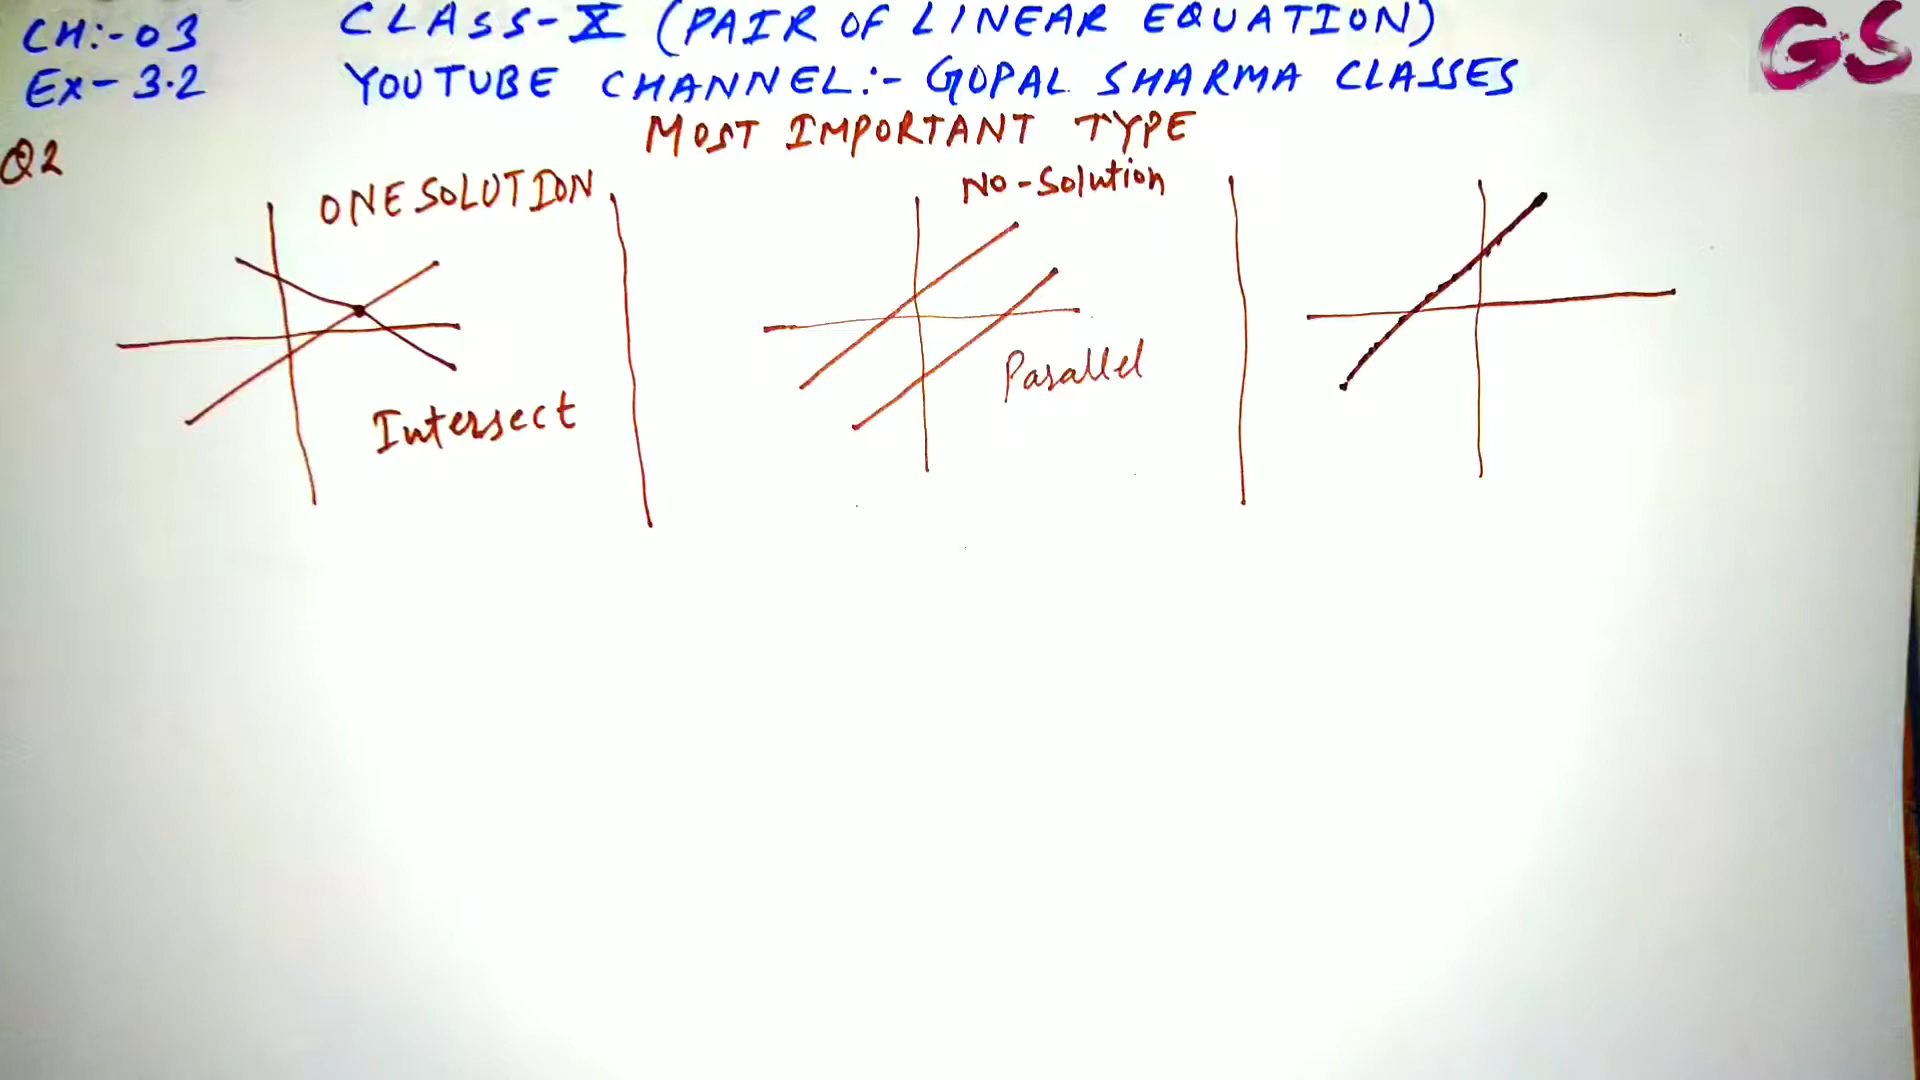 CH:-03 CLASS-X (PAIR OF LINEAR EQUATION)
Ex-3.2 YOUTUBE CHANNEL:- GOPAL SHARMA CLASSES
GS
MOST IMPORTANT TYPE
Q2
ONE SOLUTION
No-Solution
Intersect
Parallel